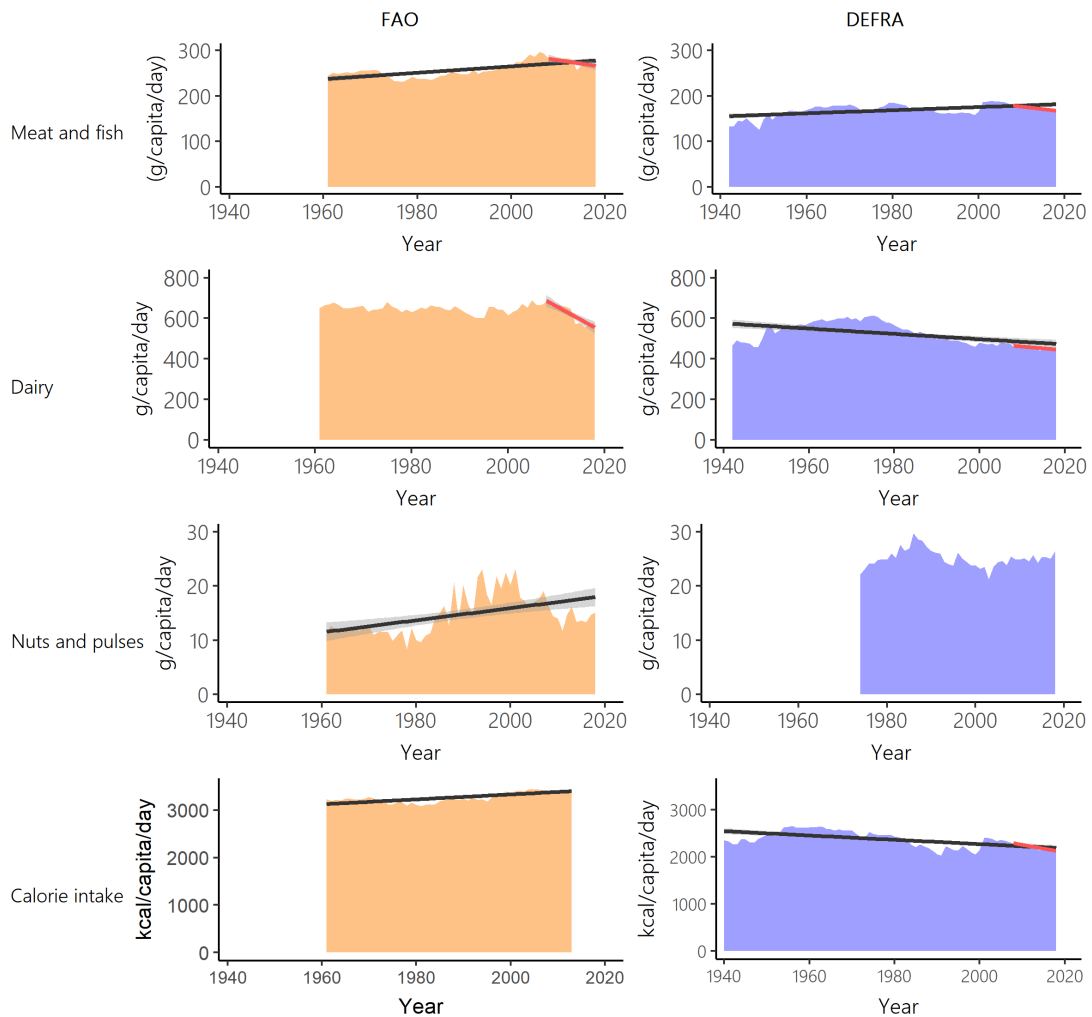 FAO DEFRA
Meat and fish
(g/capita/day)
300
200
100
0
1940 1960 1980 2000 2020
Year
(g/capita/day)
300
200
100
0
1940 1960 1980 2000 2020
Year
Dairy
g/capita/day
800
600
400
200
0
1940 1960 1980 2000 2020
Year
g/capita/day
800
600
400
200
0
1940 1960 1980 2000 2020
Year
Nuts and pulses
g/capita/day
30
20
10
0
1940 1960 1980 2000 2020
Year
g/capita/day
30
20
10
0
1940 1960 1980 2000 2020
Year
Calorie intake
kcal/capita/day
3000
2000
1000
0
1940 1960 1980 2000 2020
Year
kcal/capita/day
3000
2000
1000
0
1940 1960 1980 2000 2020
Year